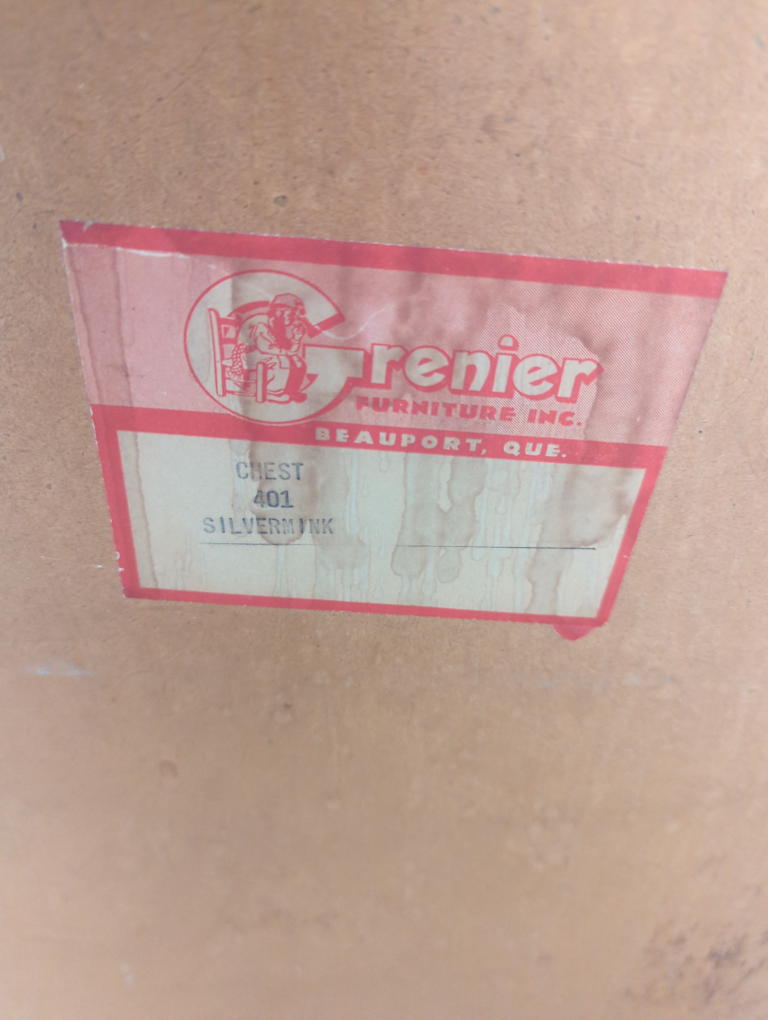 Grenier
FURNITURE INC.
BEAUPORT, QUE.
CHEST
401
SILVERMINK